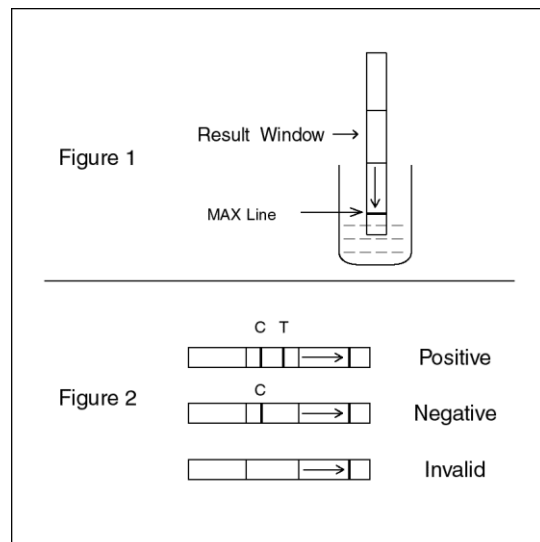 Figure 1
Result Window
MAX Line
Figure 2
C T
Positive
C
Negative
Invalid